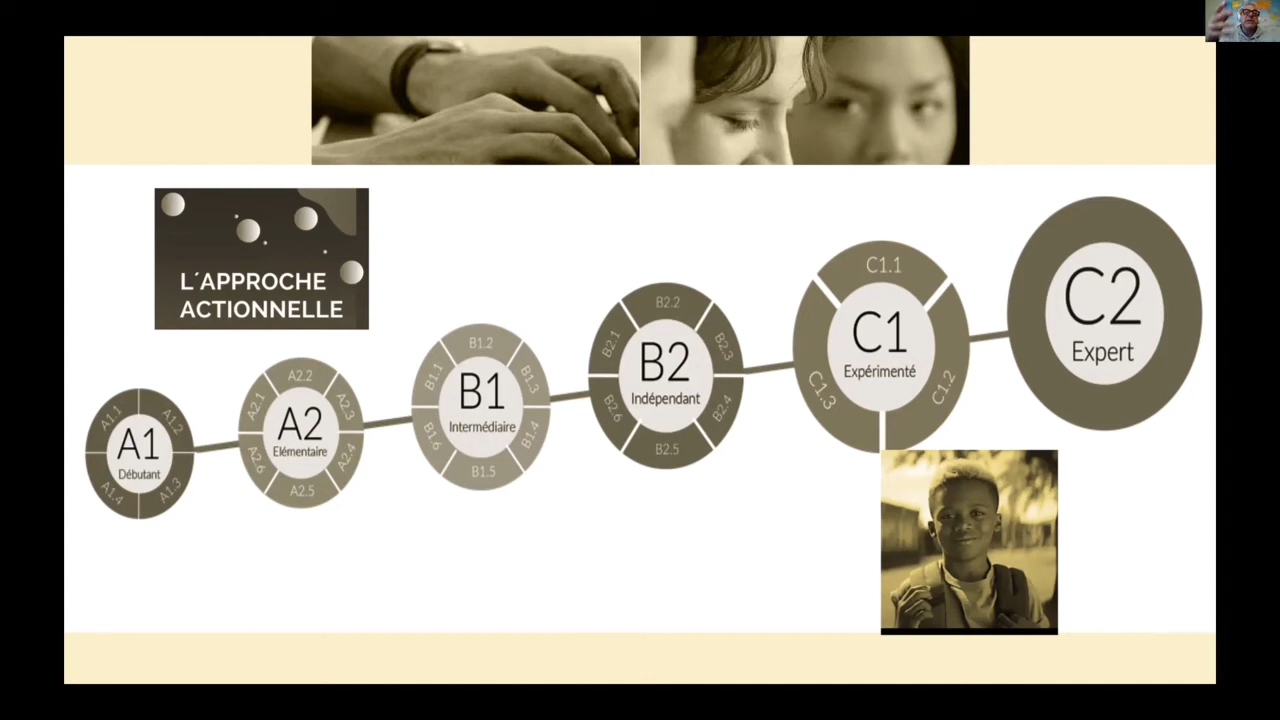 L´APPROCHE
ACTIONNELLE
A1.1
A1.2
A1
Débutant
A1.4
A1.3
A2.2
A2.1
A2.3
A2
Elémentaire
A2.6
A2.4
A2.5
B1.2
B1.1
B1.3
B1
Intermédiaire
B1.6
B1.4
B1.5
B2.2
B2.1
B2.3
B2
Indépendant
B2.6
B2.4
B2.5
C1.1
C1
Expérimenté
C1.3
C1.2
C2
Expert